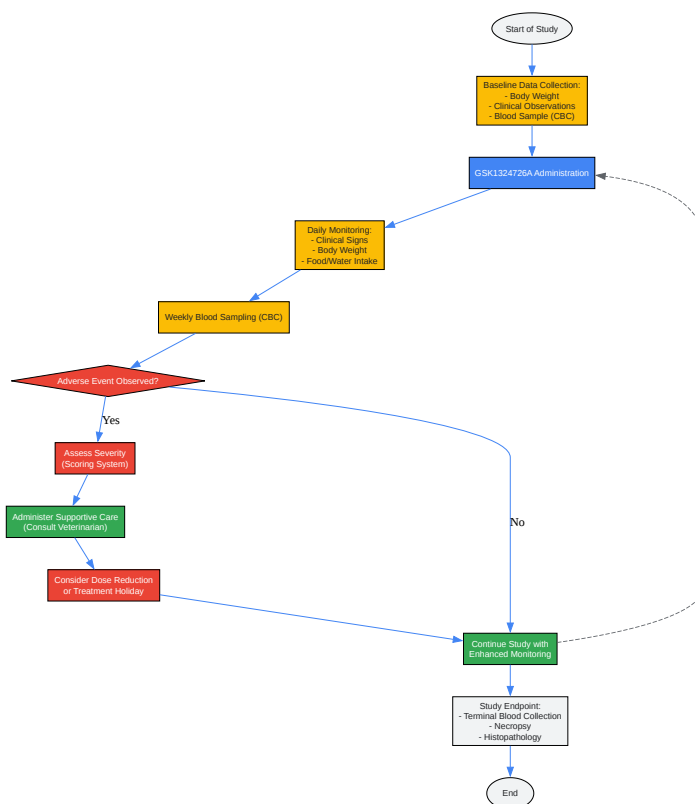 Start of Study
Baseline Data Collection:
- Body Weight
- Clinical Observations
- Blood Sample (CBC)
GSK1324726A Administration
Daily Monitoring:
- Clinical Signs
- Body Weight
- Food/Water Intake
Weekly Blood Sampling (CBC)
Adverse Event Observed?
Yes
Assess Severity
(Scoring System)
Administer Supportive Care
(Consult Veterinarian)
No
Consider Dose Reduction
or Treatment Holiday
Continue Study with
Enhanced Monitoring
Study Endpoint:
- Terminal Blood Collection
- Necropsy
- Histopathology
End